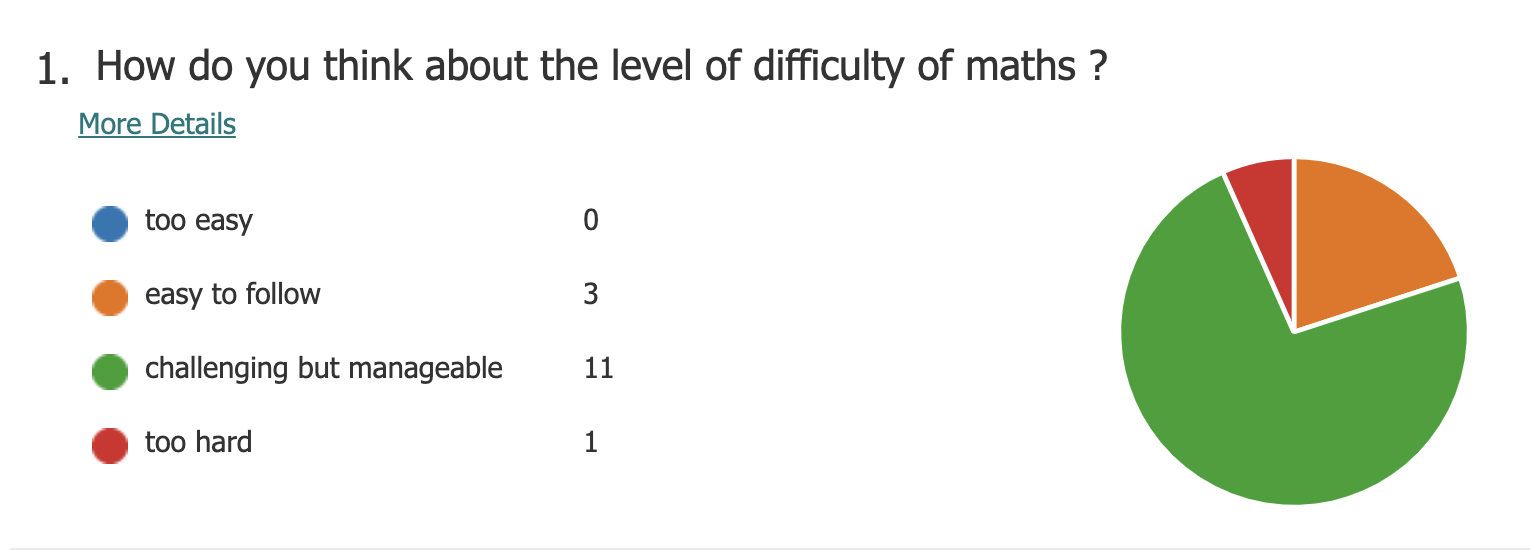 1. How do you think about the level of difficulty of maths ?
More Details
too easy 0
easy to follow 3
challenging but manageable 11
too hard 1